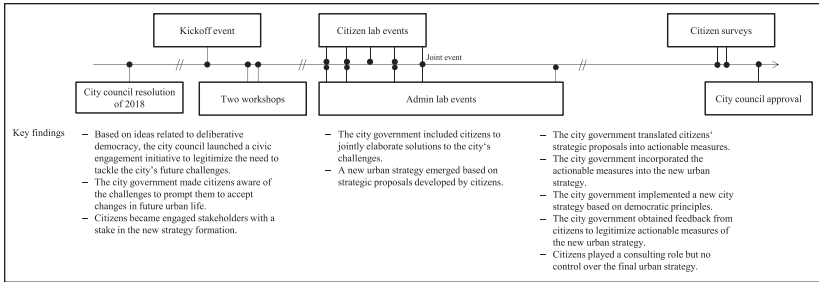 Kickoff event
Citizen lab events
Citizen surveys
//
//
Joint event
//
City council resolution
of 2018
Two workshops
Admin lab events
City council approval
Key findings
– Based on ideas related to deliberative
democracy, the city council launched a civic
engagement initiative to legitimize the need to
tackle the city's future challenges.
– The city government made citizens aware of
the challenges to prompt them to accept
changes in future urban life.
– Citizens became engaged stakeholders with a
stake in the new strategy formation.
– The city government included citizens to
jointly elaborate solutions to the city's
challenges.
– A new urban strategy emerged based on
strategic proposals developed by citizens.
– The city government translated citizens'
strategic proposals into actionable measures.
– The city government incorporated the
actionable measures into the new urban
strategy.
– The city government implemented a new city
strategy based on democratic principles.
– The city government obtained feedback from
citizens to legitimize actionable measures of
the new urban strategy.
– Citizens played a consulting role but no
control over the final urban strategy.